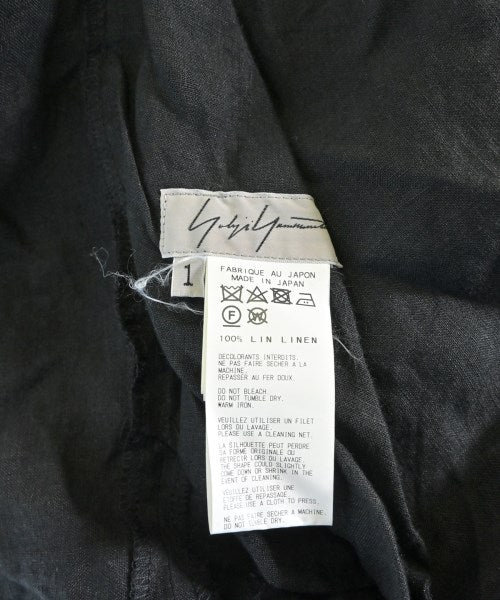 Yohji Yamamoto
1
FABRIQUE AU JAPON
MADE IN JAPAN
F
W
100% LIN LINEN
DECOLORANTS INTERDITS.
NE PAS FAIRE SECHER A LA
MACHINE.
REPASSER AU FER DOUX.
DO NOT BLEACH.
DO NOT TUMBLE DRY.
WARM IRON.
VEUILLEZ UTILISER UN FILET
LORS DU LAVAGE.
PLEASE USE A CLEANING NET.
LA SILHOUETTE PEUT PERDRE
SA FORME ORIGINALE OU
RETRECIR LORS DU LAVAGE.
THE SHAPE COULD SLIGHTLY
COME DOWN OR SHRINK IN THE
EVENT OF CLEANING.
VEUILLEZ UTILISER UNE
ETOFFE DE REPASSAGE.
PLEASE USE A CLOTH TO PRESS.
NE PAS FAIRE SECHER A MACHINE.
DO NOT TUMBLE DRY.